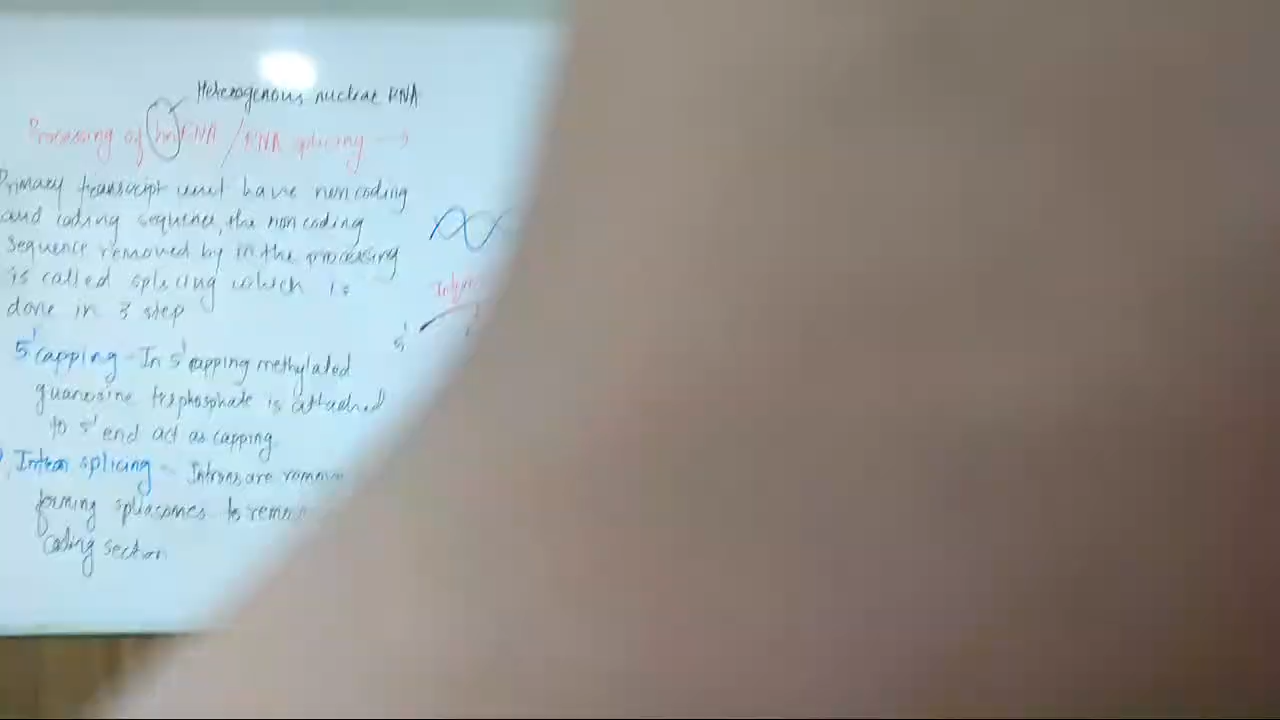 Heterogenous nuclear RNA
Processing of hnRNA / RNA splicing →
Primary transcript unit have non coding
and coding sequence, the non coding
sequence removed by in the processing
is called splicing which is
done in 3 step
5' capping - In 5' capping methylated
guanosine triphosphate is attached
to 5' end act as capping.
Intron splicing - Introns are
forming spliasomes to
coding section
5'